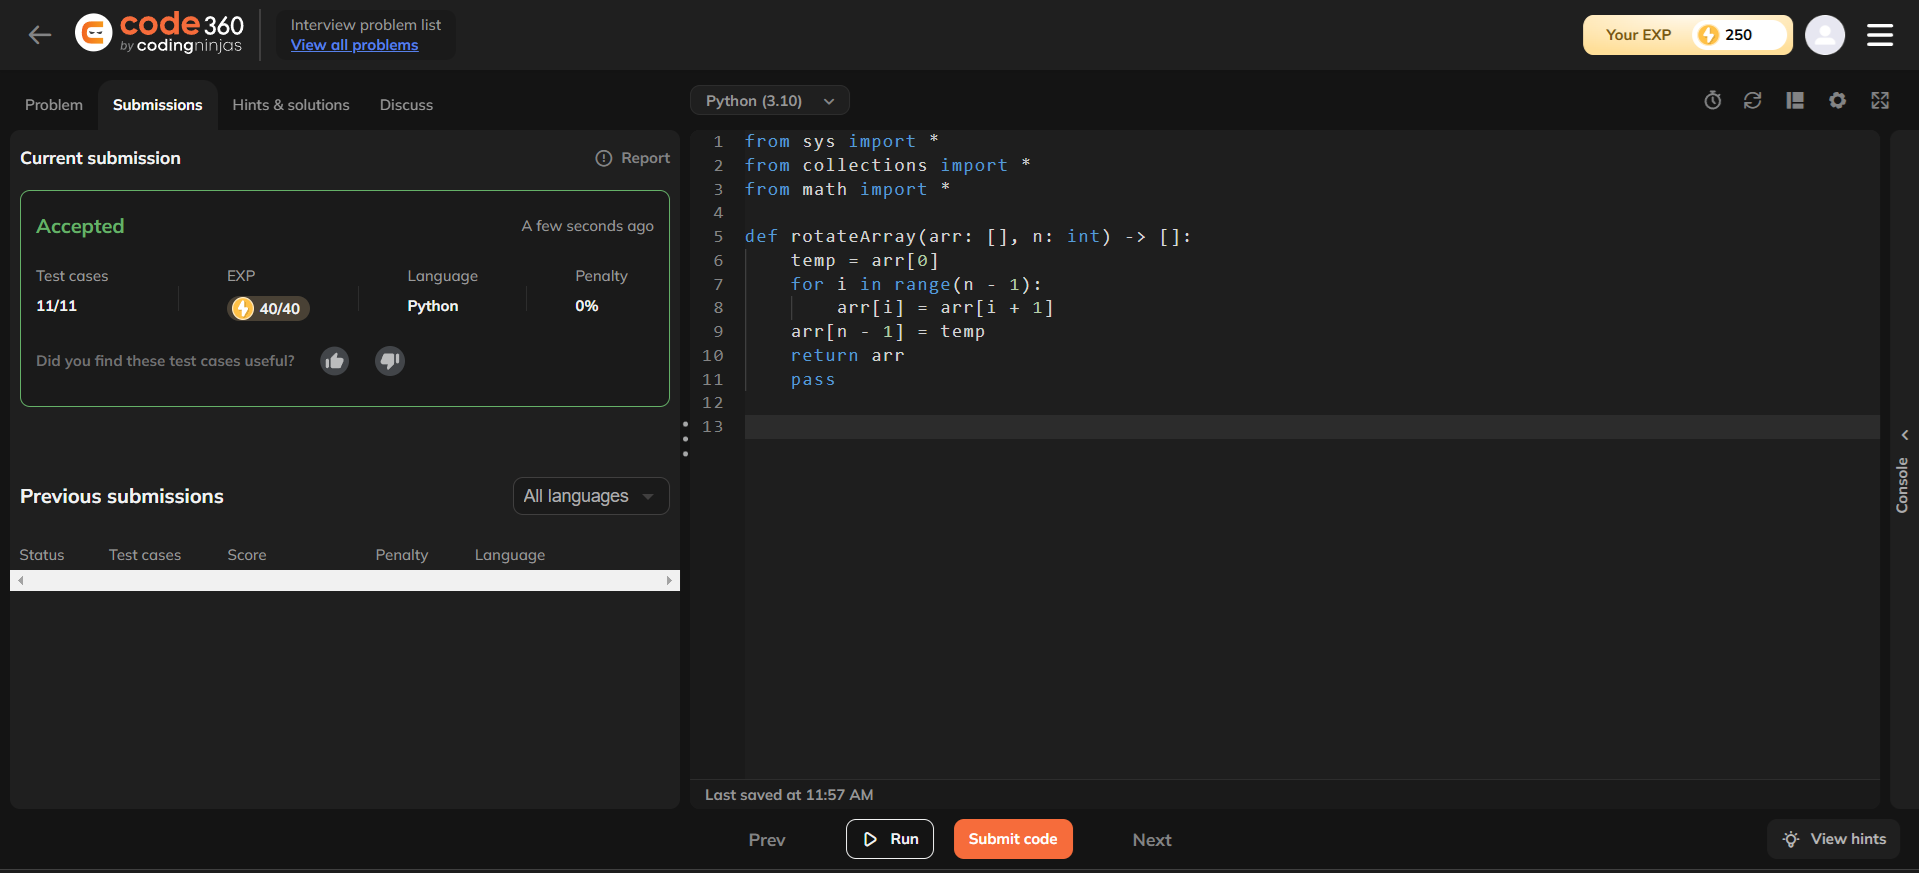 code 360
by codingninjas
Interview problem list
View all problems
Your EXP
250
Problem
Submissions
Hints & solutions
Discuss
Current submission
Report
Accepted
A few seconds ago
Test cases
EXP
Language
Penalty
11/11
40/40
Python
0%
Did you find these test cases useful?
Previous submissions
All languages
Status
Test cases
Score
Penalty
Language
Python (3.10)
1 from sys import *
2 from collections import *
3 from math import *
4
5 def rotateArray(arr: [], n: int) -> []:
6     temp = arr[0]
7     for i in range(n - 1):
8         arr[i] = arr[i + 1]
9     arr[n - 1] = temp
10     return arr
11     pass
12
13
Console
Last saved at 11:57 AM
Prev
Run
Submit code
Next
View hints